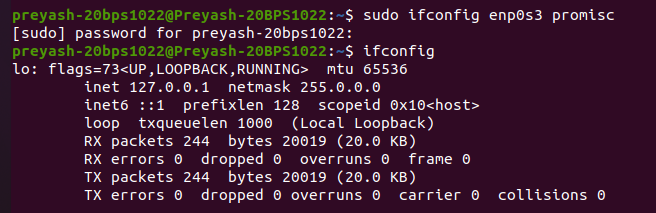 preyash-20bps1022@Preyash-20BPS1022:~$ sudo ifconfig enp0s3 promisc
[sudo] password for preyash-20bps1022:
preyash-20bps1022@Preyash-20BPS1022:~$ ifconfig
lo: flags=73<UP,LOOPBACK,RUNNING>  mtu 65536
        inet 127.0.0.1  netmask 255.0.0.0
        inet6 ::1  prefixlen 128  scopeid 0x10<host>
        loop  txqueuelen 1000  (Local Loopback)
        RX packets 244  bytes 20019 (20.0 KB)
        RX errors 0  dropped 0  overruns 0  frame 0
        TX packets 244  bytes 20019 (20.0 KB)
        TX errors 0  dropped 0 overruns 0  carrier 0  collisions 0